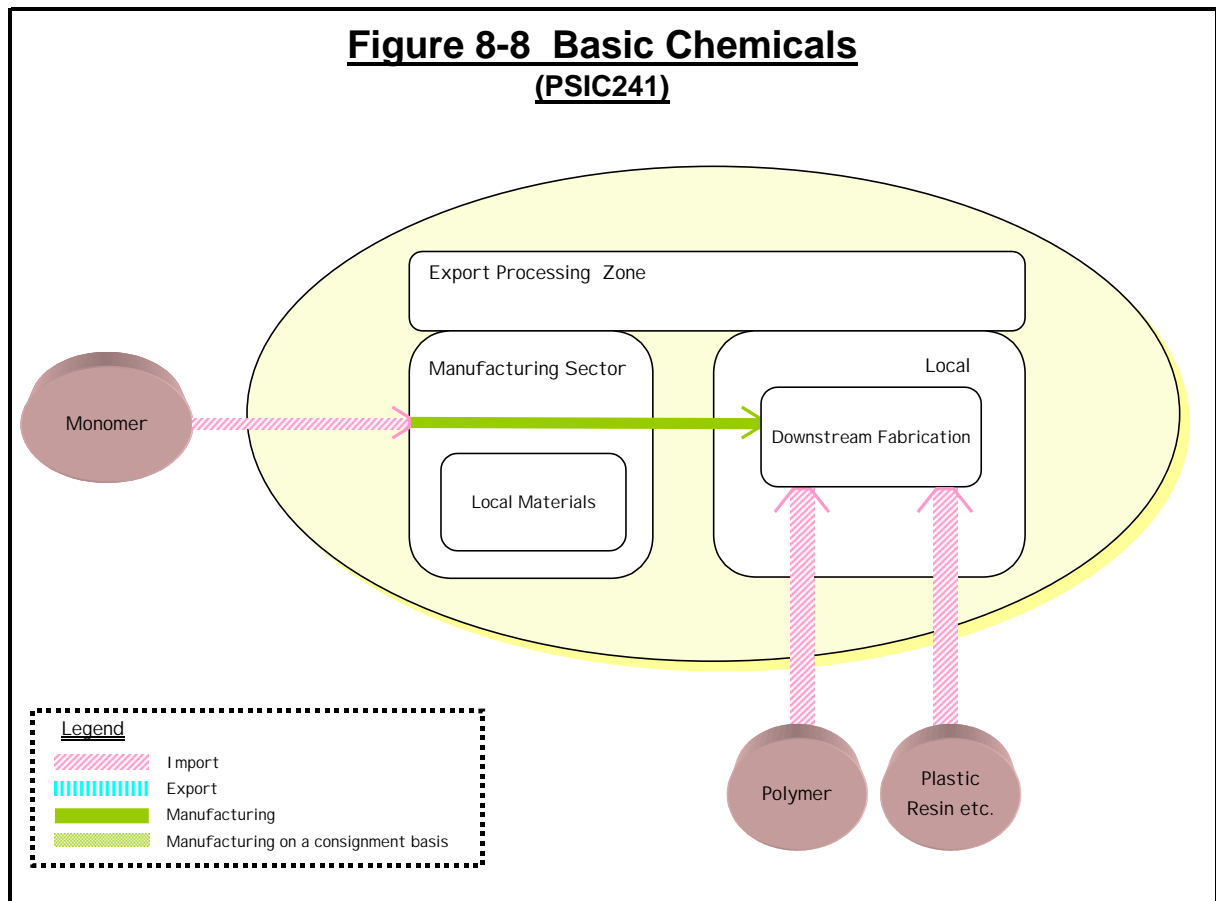 Figure 8-8 Basic Chemicals
(PSIC241)
Export Processing Zone
Manufacturing Sector
Local
Monomer
Downstream Fabrication
Local Materials
Legend
Import
Export
Manufacturing
Manufacturing on a consignment basis
Polymer
Plastic
Resin etc.